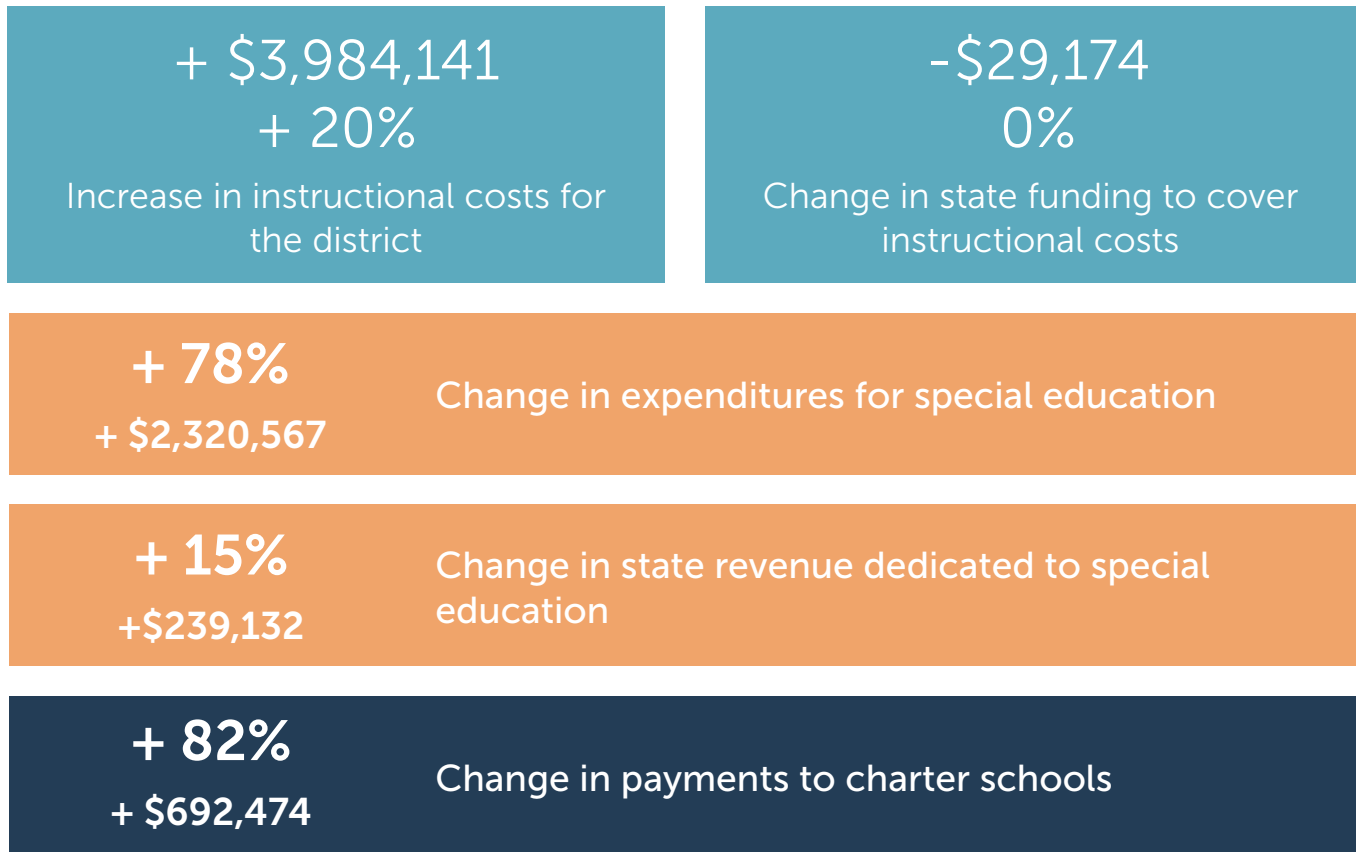 + $3,984,141
+ 20%
Increase in instructional costs for
the district
-$29,174
0%
Change in state funding to cover
instructional costs
+ 78%
+ $2,320,567
Change in expenditures for special education
+ 15%
+$239,132
Change in state revenue dedicated to special
education
+ 82%
+ $692,474
Change in payments to charter schools